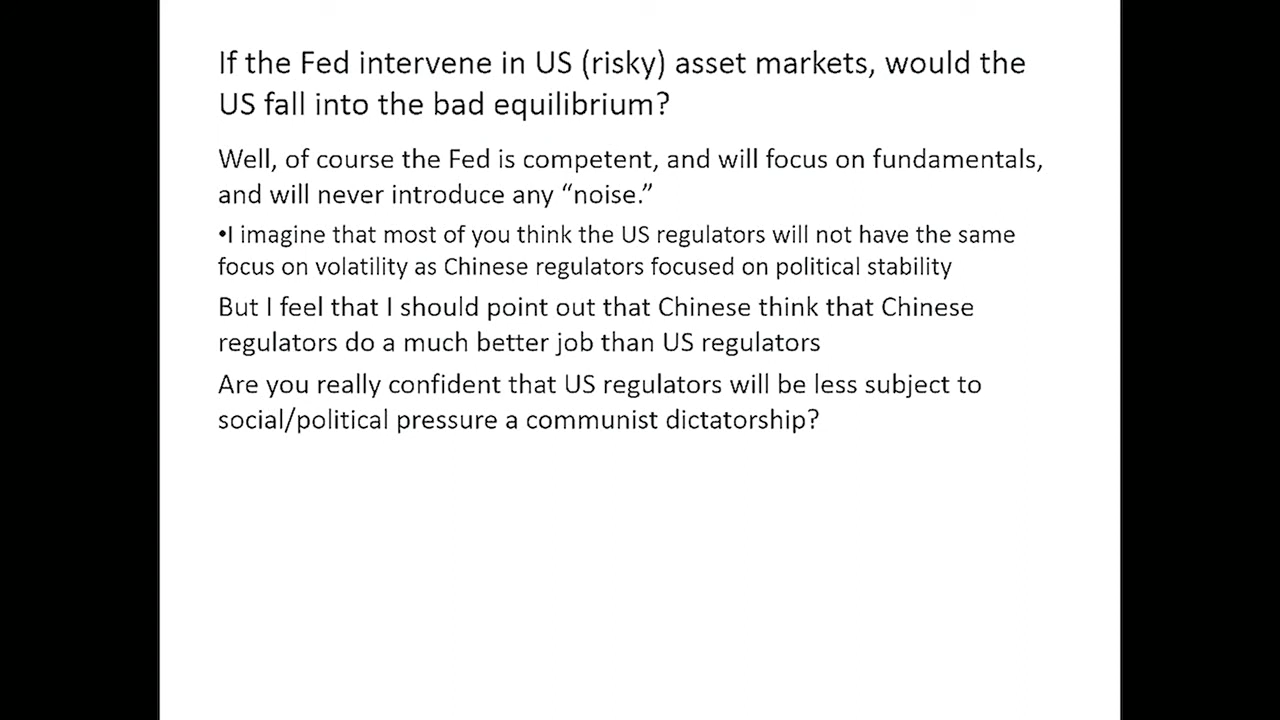 If the Fed intervene in US (risky) asset markets, would the
US fall into the bad equilibrium?
Well, of course the Fed is competent, and will focus on fundamentals,
and will never introduce any “noise.”
•I imagine that most of you think the US regulators will not have the same
focus on volatility as Chinese regulators focused on political stability
But I feel that I should point out that Chinese think that Chinese
regulators do a much better job than US regulators
Are you really confident that US regulators will be less subject to
social/political pressure a communist dictatorship?